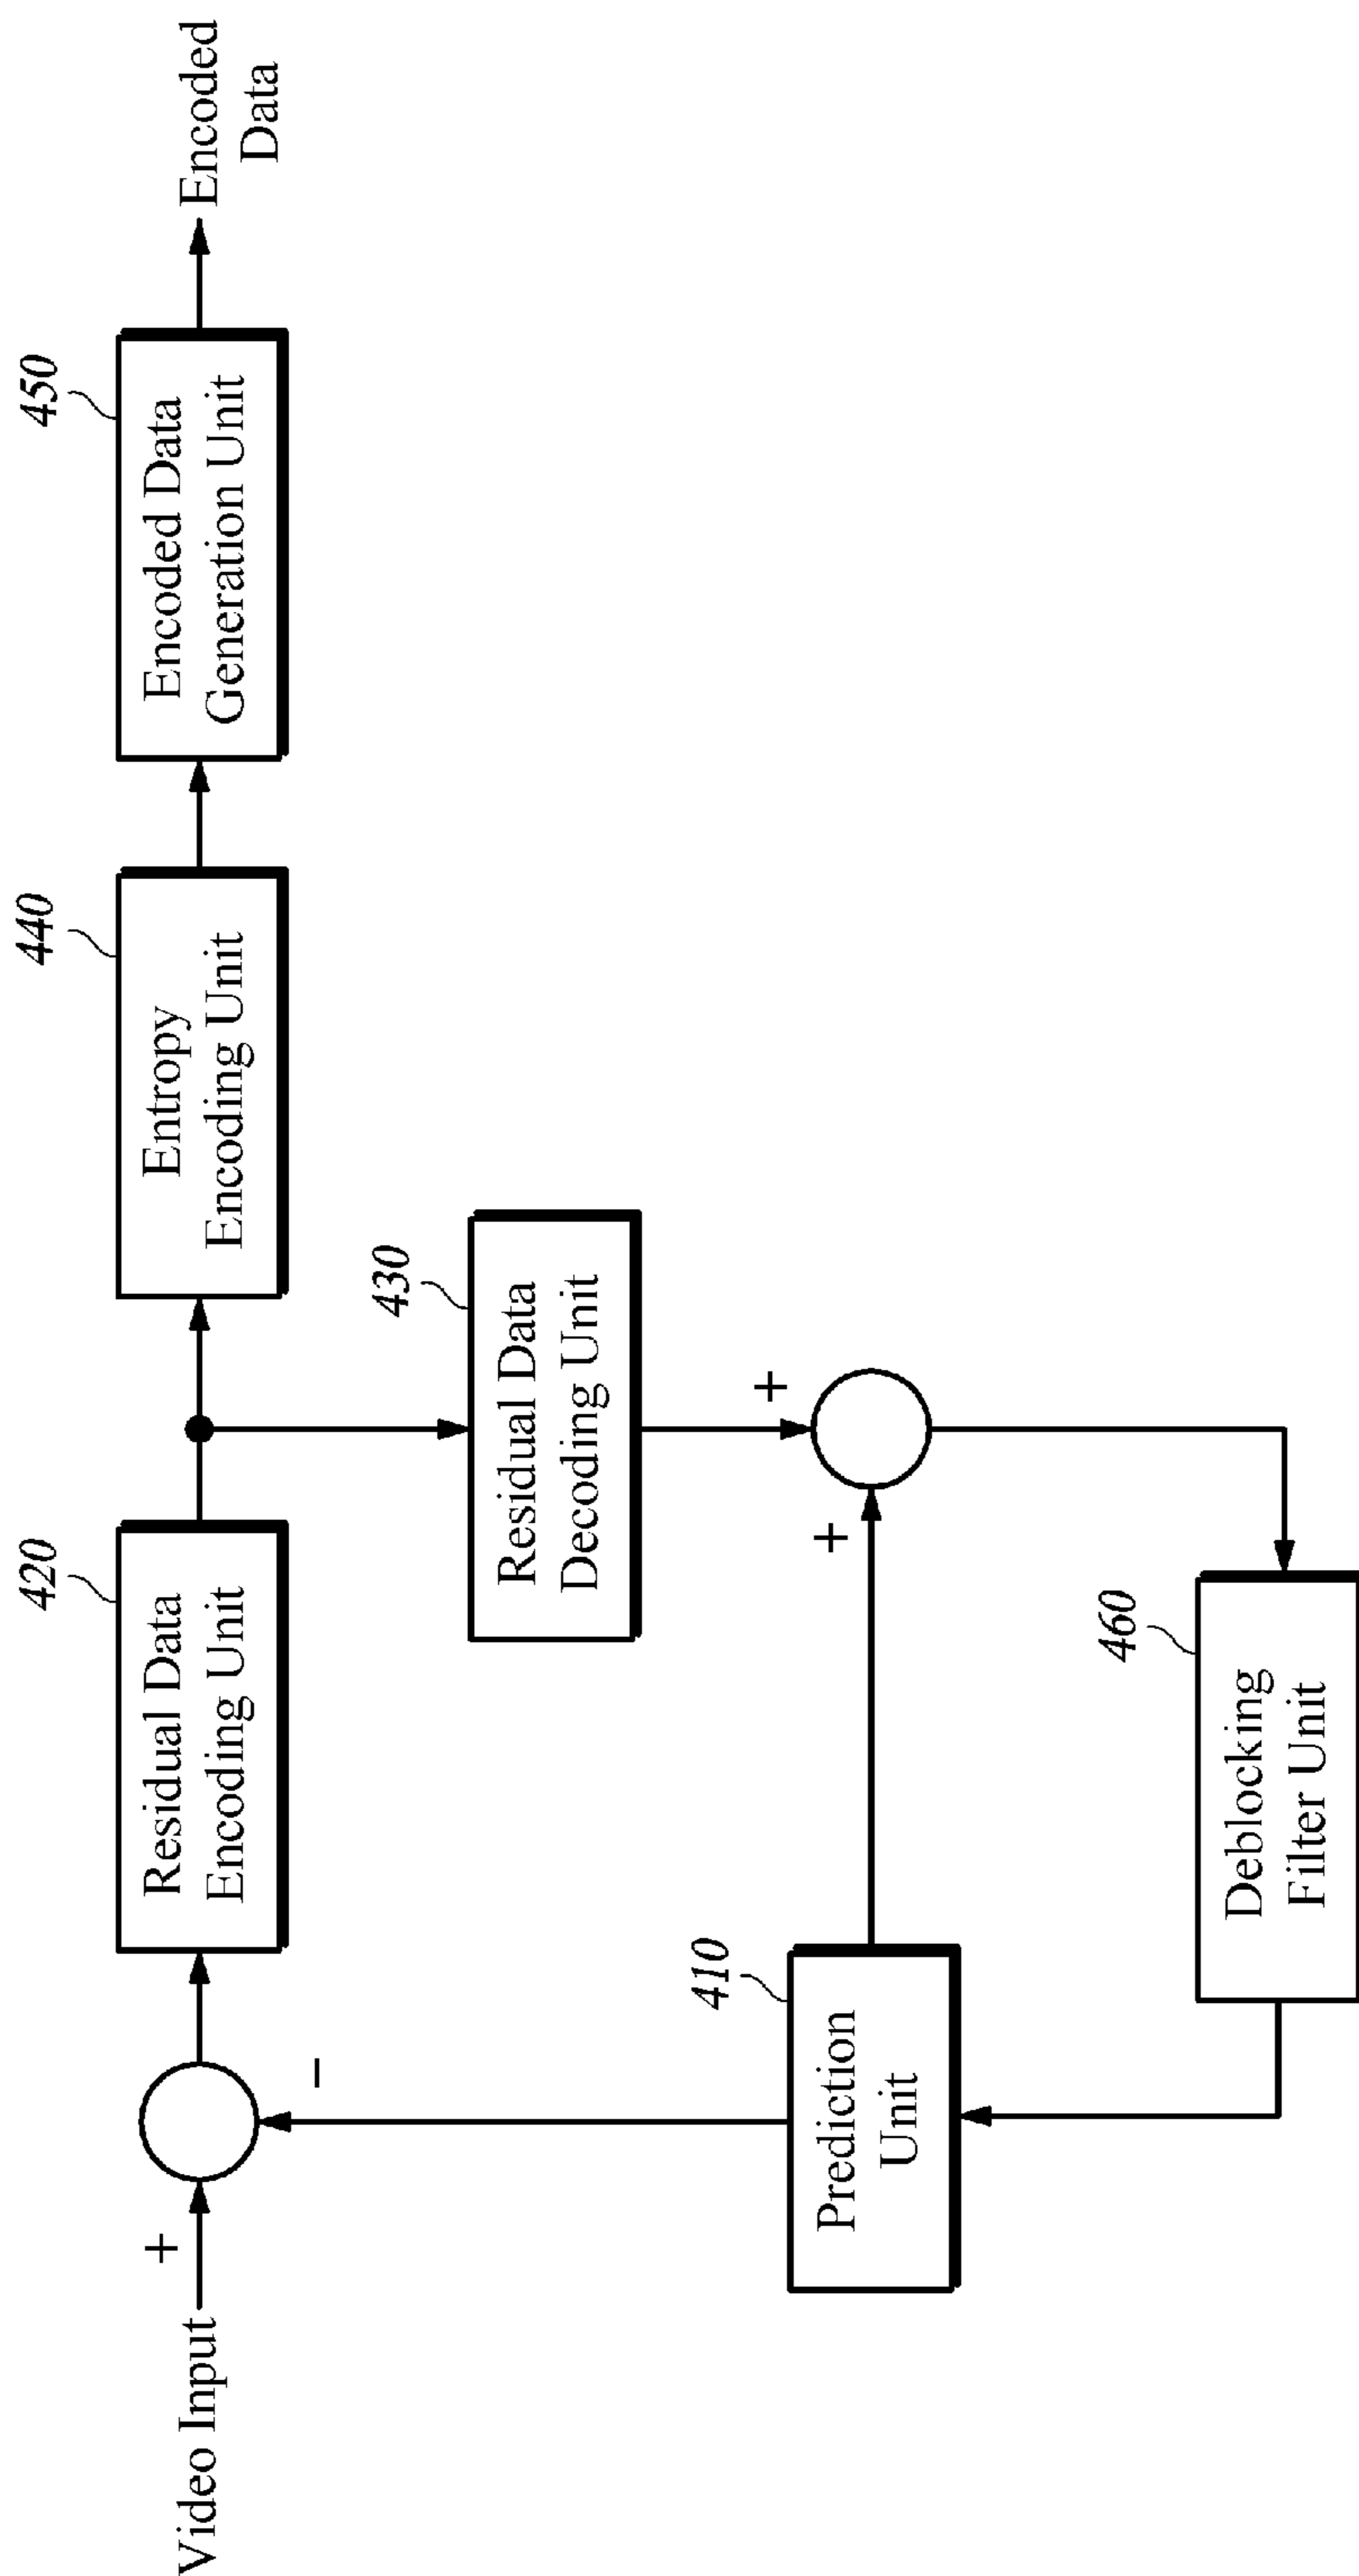 Video Input
+
−
420
Residual Data
Encoding Unit
440
Entropy
Encoding Unit
450
Encoded Data
Generation Unit
Encoded
Data
430
Residual Data
Decoding Unit
+
+
410
Prediction
Unit
460
Deblocking
Filter Unit